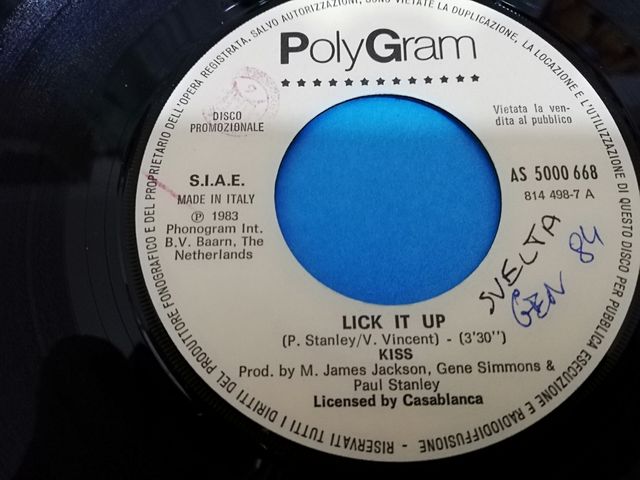 RISERVATI TUTTI I DIRITTI DEL PRODUTTORE FONOGRAFICO E DEL PROPRIETARIO DELL'OPERA REGISTRATA. SALVO AUTORIZZAZIONI, SONO VIETATE LA DUPLICAZIONE, LA LOCAZIONE E L'UTILIZZAZIONE DI QUESTO DISCO PER PUBBLICA ESECUZIONE E RADIODIFFUSIONE -
PolyGram
DISCO
PROMOZIONALE
Vietata la ven-
dita al pubblico
S.I.A.E.
MADE IN ITALY
℗ 1983
Phonogram Int.
B.V. Baarn, The
Netherlands
AS 5000 668
814 498-7 A
SVELTA
GEN 84
LICK IT UP
(P. Stanley/V. Vincent) - (3'30")
KISS
Prod. by M. James Jackson, Gene Simmons &
Paul Stanley
Licensed by Casablanca